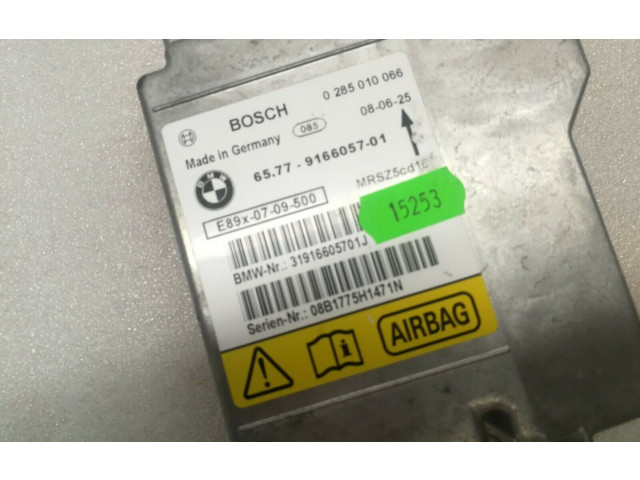 BOSCH 0 285 010 066
Made in Germany 085 08-06-25
BMW 65.77 - 9166057-01
E89x-07-09-500 MRSZ5cd1E
15253
BMW-Nr.: 31916605701J
Serien-Nr.: 08B1775H1471N
AIRBAG